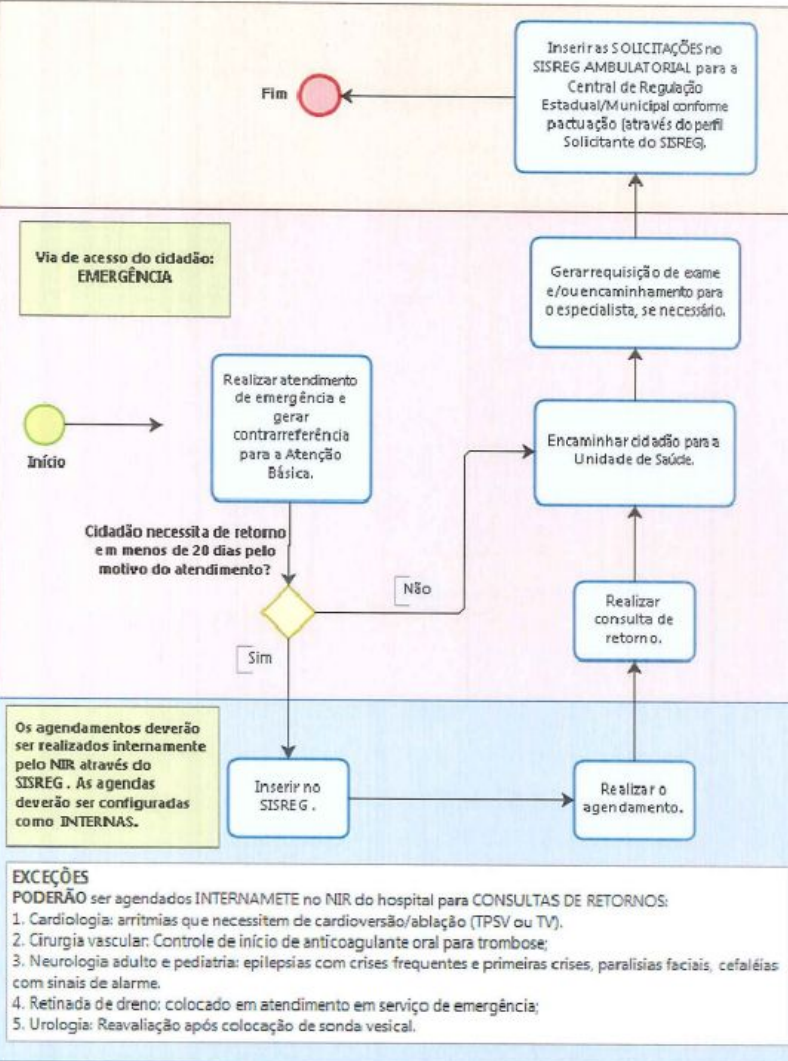 Inserir as SOLICITAÇÕES no
SISREG AMBULATORIAL para a
Central de Regulação
Estadual/Municipal conforme
pactuação (através do perfil
Solicitante do SISREG).
Fim
Via de acesso do cidadão:
EMERGÊNCIA
Gerar requisição de exame
e/ou encaminhamento para
o especialista, se necessário.
Realizar atendimento
de emergência e
gerar
contrarreferência
para a Atenção
Básica.
Início
Encaminhar cidadão para a
Unidade de Saúde.
Cidadão necessita de retorno
em menos de 20 dias pelo
motivo do atendimento?
Não
Sim
Realizar
consulta de
retorno.
Os agendamentos deverão
ser realizados internamente
pelo NIR através do
SISREG . As agendas
deverão ser configuradas
como INTERNAS.
Inserir no
SISREG .
Realizar o
agendamento.
EXCEÇÕES
PODERÃO ser agendados INTERNAMETE no NIR do hospital para CONSULTAS DE RETORNOS:
1. Cardiologia: arritmias que necessitem de cardioversão/ablação (TPSV ou TV).
2. Cirurgia vascular: Controle de início de anticoagulante oral para trombose;
3. Neurologia adulto e pediatria: epilepsias com crises frequentes e primeiras crises, paralisias faciais, cefaléias
com sinais de alarme.
4. Retinada de dreno: colocado em atendimento em serviço de emergência;
5. Urologia: Reavaliação após colocação de sonda vesical.